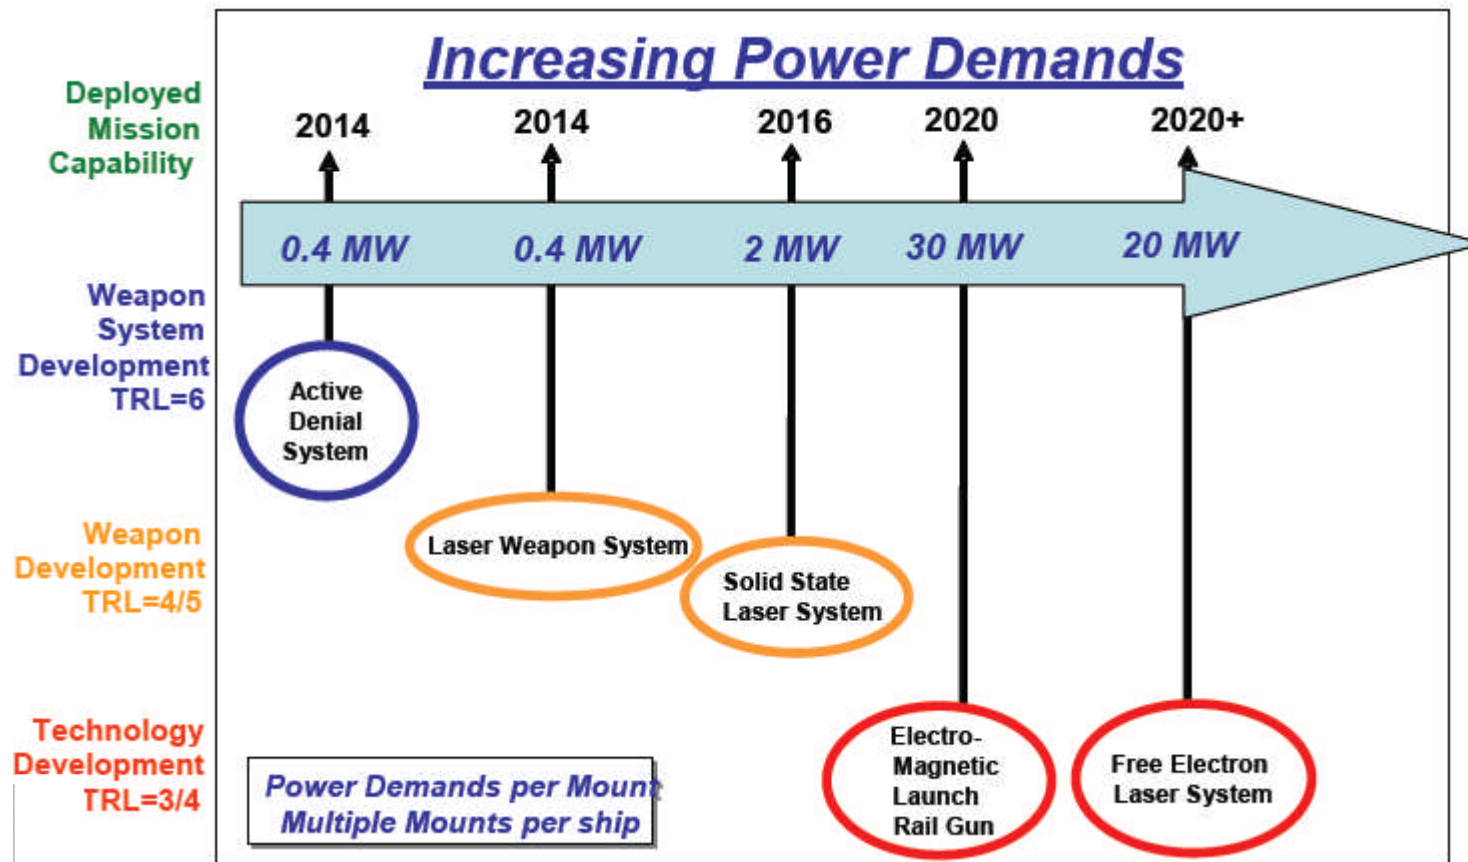 Increasing Power Demands
Deployed
Mission
Capability
2014
2014
2016
2020
2020+
0.4 MW
0.4 MW
2 MW
30 MW
20 MW
Weapon
System
Development
TRL=6
Active
Denial
System
Weapon
Development
TRL=4/5
Laser Weapon System
Solid State
Laser System
Technology
Development
TRL=3/4
Electro-
Magnetic
Launch
Rail Gun
Free Electron
Laser System
Power Demands per Mount
Multiple Mounts per ship